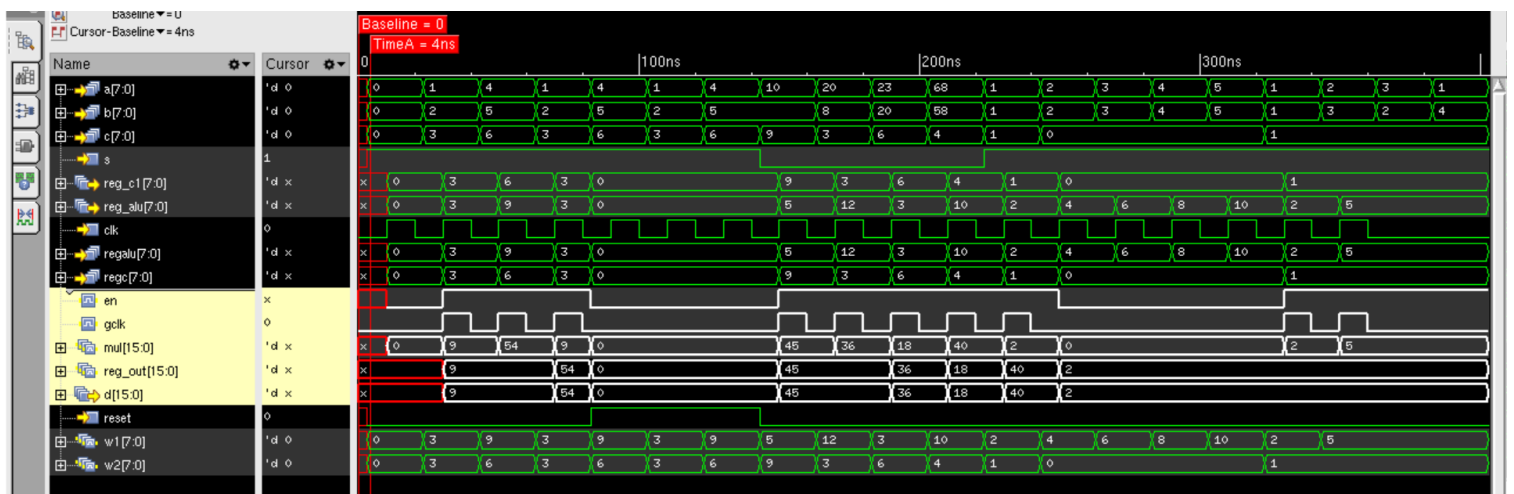 Baseline▼= 0
Cursor-Baseline▼= 4ns
Baseline = 0
TimeA = 4ns
Name Cursor 0 100ns 200ns 300ns
a[7:0] 'd 0 0 1 4 1 4 1 4 10 20 23 68 1 2 3 4 5 1 2 3 1
b[7:0] 'd 0 0 2 5 2 5 2 5 8 20 58 1 2 3 4 5 1 3 2 4
c[7:0] 'd 0 0 3 6 3 6 3 6 9 3 6 4 1 0 1
s 1
reg_c1[7:0] 'd x x 0 3 6 3 0 9 3 6 4 1 0 1
reg_alu[7:0] 'd x x 0 3 9 3 0 5 12 3 10 2 4 6 8 10 2 5
clk 0
regalu[7:0] 'd x x 0 3 9 3 0 5 12 3 10 2 4 6 8 10 2 5
regc[7:0] 'd x x 0 3 6 3 0 9 3 6 4 1 0 1
en x
gclk 0
mul[15:0] 'd x x 0 9 54 9 0 45 36 18 40 2 0 2 5
reg_out[15:0] 'd x x 9 54 0 45 36 18 40 2
d[15:0] 'd x x 9 54 0 45 36 18 40 2
reset 0
w1[7:0] 'd 0 0 3 9 3 9 3 9 5 12 3 10 2 4 6 8 10 2 5
w2[7:0] 'd 0 0 3 6 3 6 3 6 9 3 6 4 1 0 1